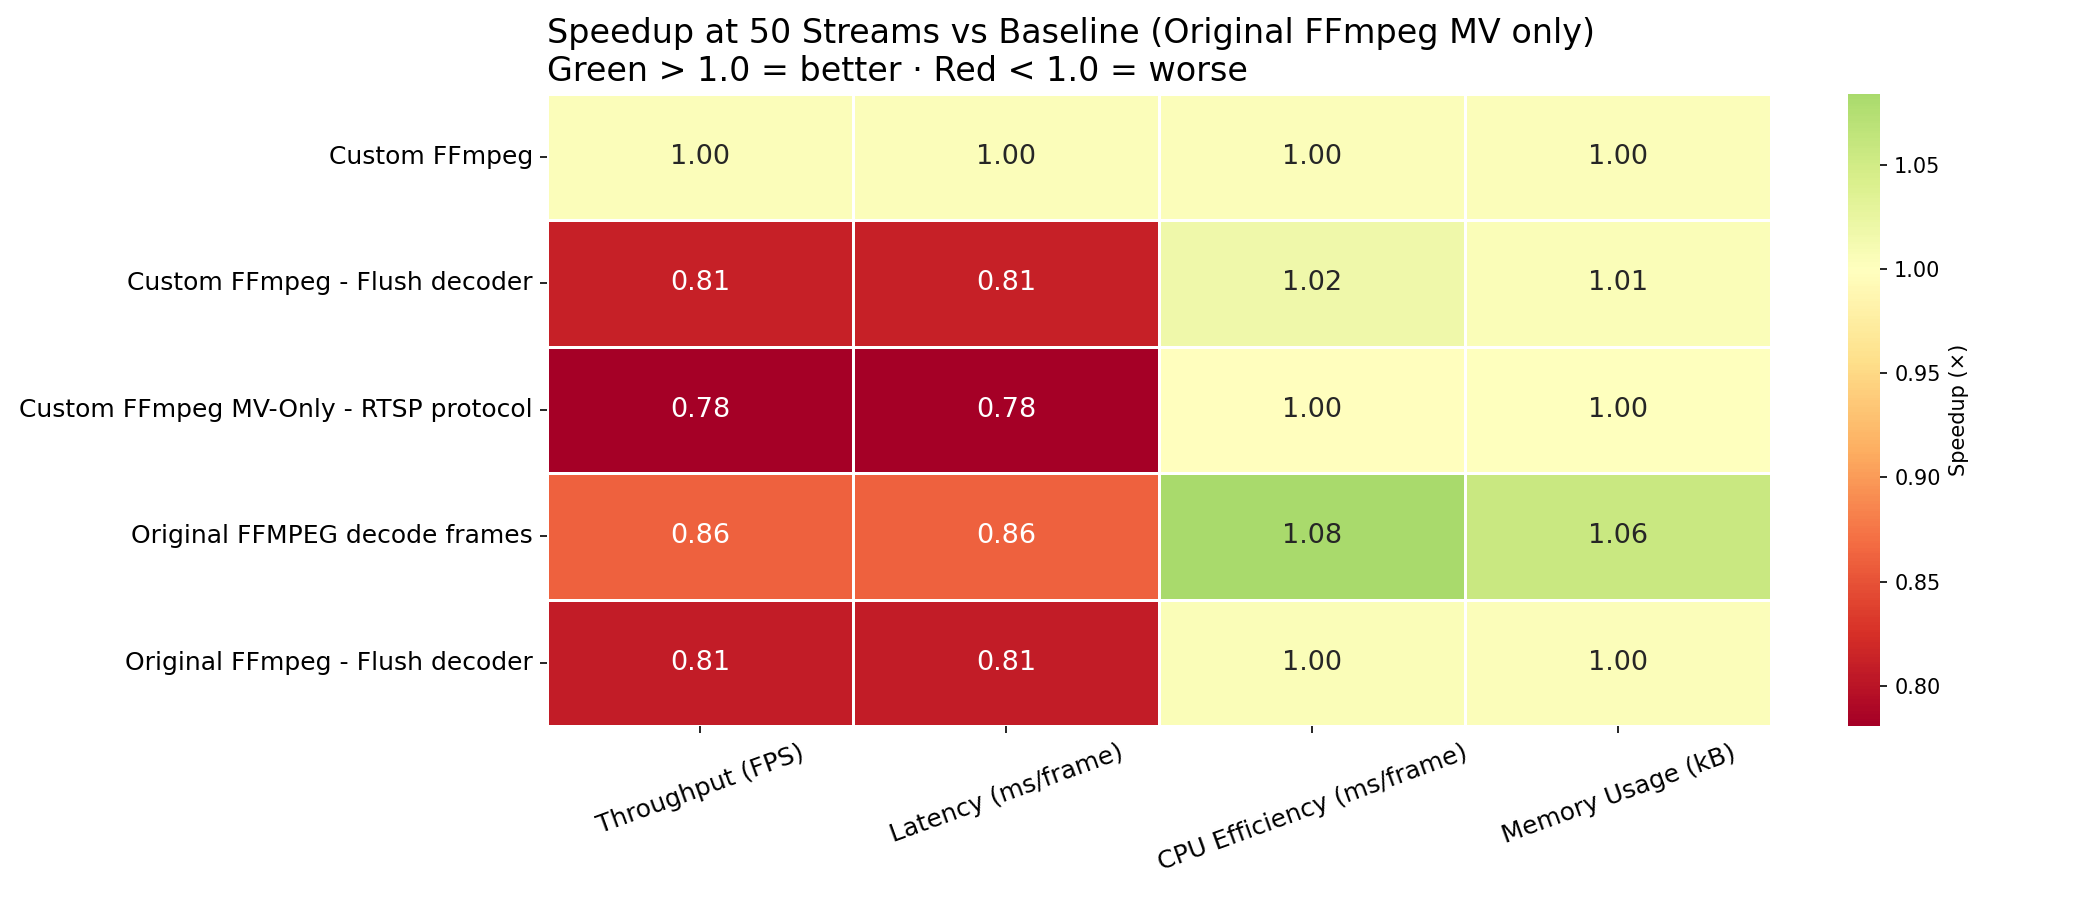 Speedup at 50 Streams vs Baseline (Original FFmpeg MV only)
Green > 1.0 = better · Red < 1.0 = worse
Custom FFmpeg 1.00 1.00 1.00 1.00
Custom FFmpeg - Flush decoder 0.81 0.81 1.02 1.01
Custom FFmpeg MV-Only - RTSP protocol 0.78 0.78 1.00 1.00
Original FFMPEG decode frames 0.86 0.86 1.08 1.06
Original FFmpeg - Flush decoder 0.81 0.81 1.00 1.00
Throughput (FPS)
Latency (ms/frame)
CPU Efficiency (ms/frame)
Memory Usage (kB)
1.05
1.00
0.95
0.90
0.85
0.80
Speedup (×)